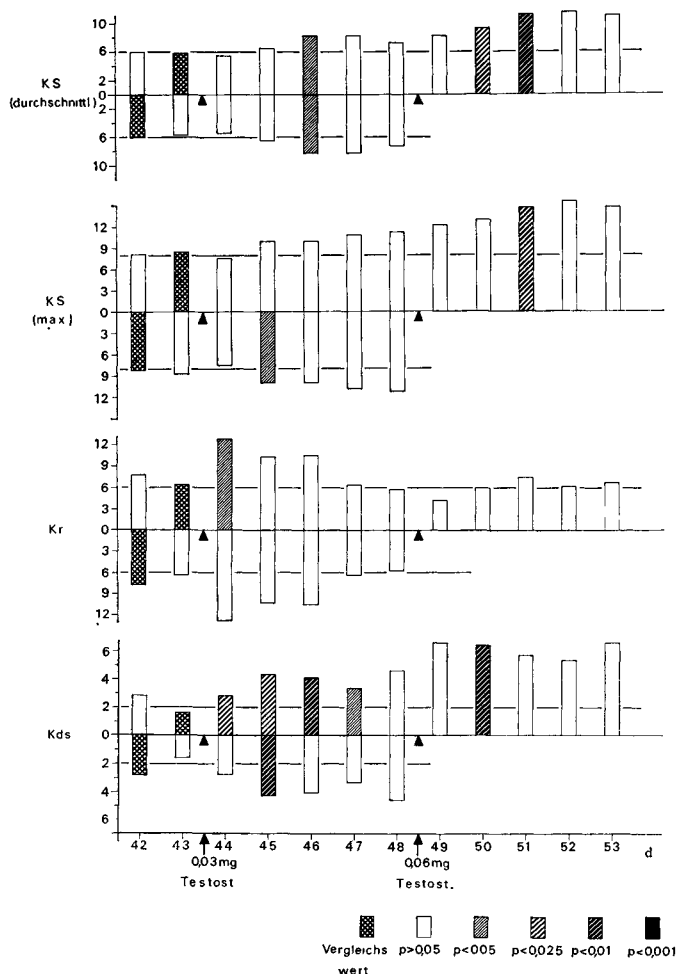 10
6
2
KS
(durchschnittl)
0
2
6
10
12
9
6
3
KS
(max)
0
3
6
9
12
12
9
6
3
Kr
0
3
6
9
12
6
4
2
Kds
0
2
4
6
42 43 44 45 46 47 48 49 50 51 52 53 d
0,03mg 0,06mg
Testost Testost.
Vergleichs p>0,05 p<005 p<0,025 p<0,01 p<0,001
wert